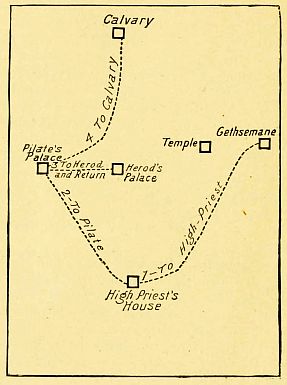 Calvary
4 To Calvary
Gethsemane
Temple
Pilate's
Palace
3 To Herod
and Return
Herod's
Palace
2-To Pilate
1-To High-Priest
High Priest's
House